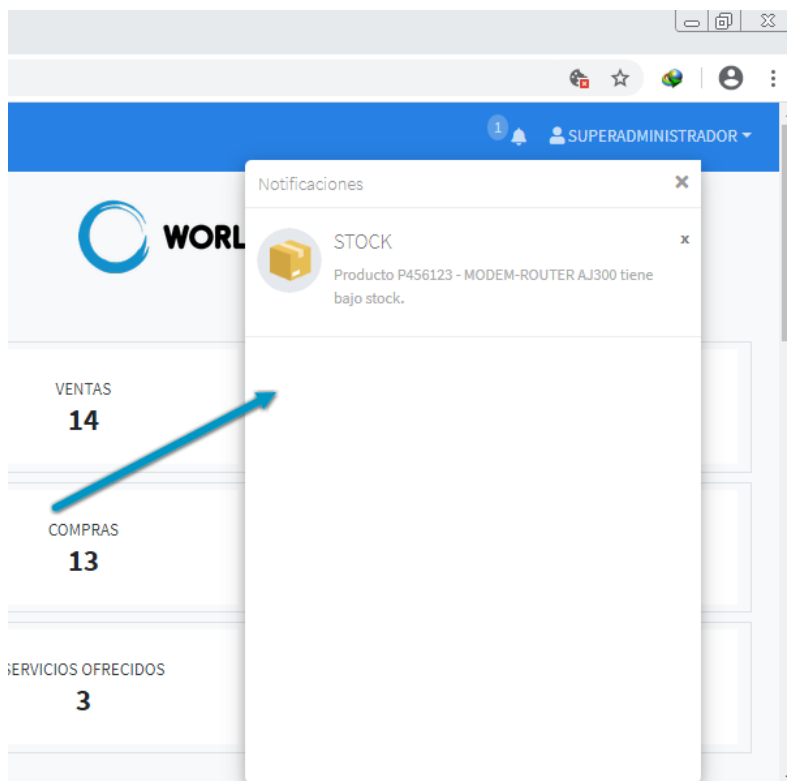 1
SUPERADMINISTRADOR
Notificaciones
WORL
STOCK
x
Producto P456123 - MODEM-ROUTER AJ300 tiene
bajo stock.
VENTAS
14
COMPRAS
13
SERVICIOS OFRECIDOS
3